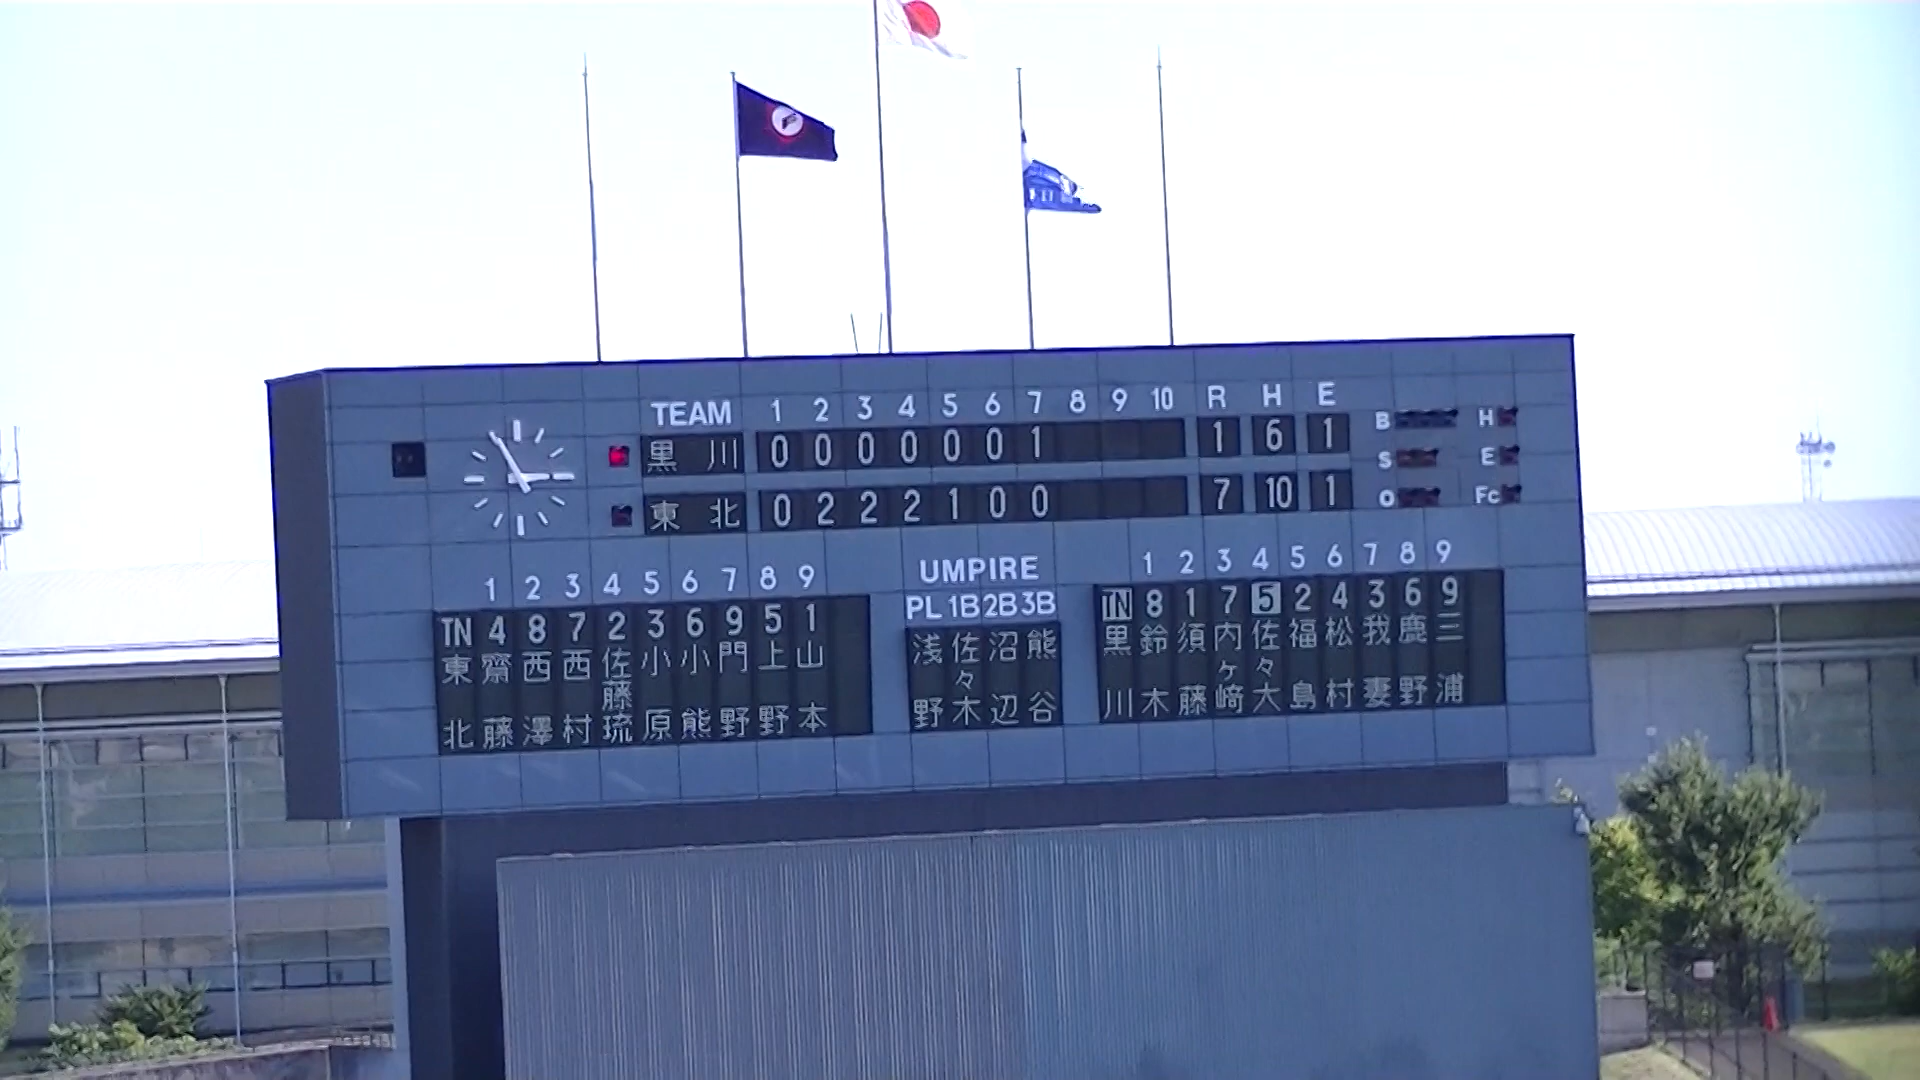 TEAM 1 2 3 4 5 6 7 8 9 10 R H E
黒川 0 0 0 0 0 0 1 1 6 1
東北 0 2 2 2 1 0 0 7 10 1
B H
S E
O Fc
1 2 3 4 5 6 7 8 9
TN 4 8 7 2 3 6 9 5 1
東北
齋藤
西澤
西村
佐藤琉
小原
小熊
門野
上野
山本
UMPIRE
PL 1B 2B 3B
浅野
佐々木
沼辺
熊谷
1 2 3 4 5 6 7 8 9
TN 8 1 7 5 2 4 3 6 9
黒川
鈴木
須藤
内ヶ﨑
佐々大
福島
松村
我妻
鹿野
三浦